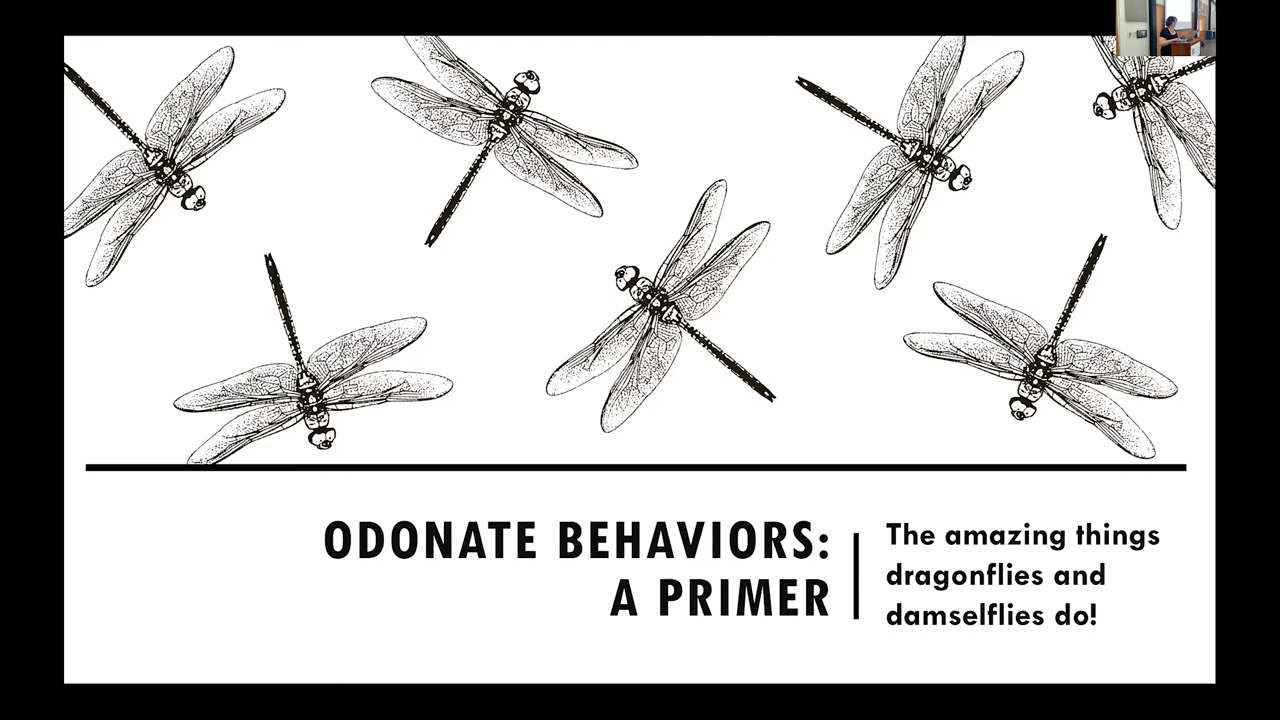 ODONATE BEHAVIORS:
A PRIMER
The amazing things
dragonflies and
damselflies do!